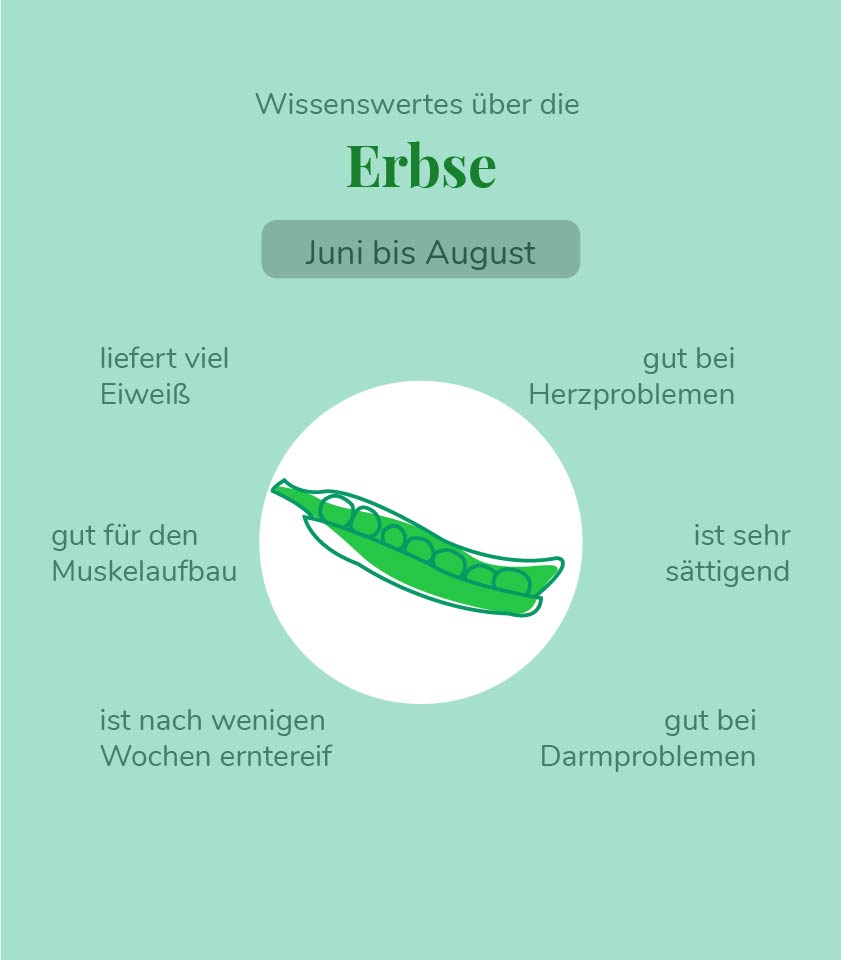 Wissenswertes über die
Erbse
Juni bis August
liefert viel
Eiweiß
gut bei
Herzproblemen
gut für den
Muskelaufbau
ist sehr
sättigend
ist nach wenigen
Wochen erntereif
gut bei
Darmproblemen